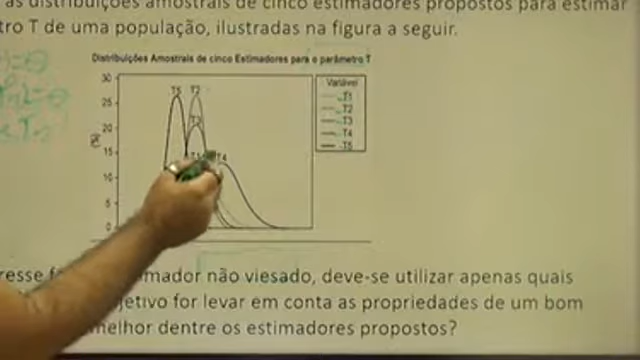 as distribuições amostrais de cinco estimadores propostos para estimar
tro T de uma população, ilustradas na figura a seguir.
Distribuições Amostrais de cinco Estimadores para o parâmetro T
30
25
20
15
10
5
0
T5 T2
T3
T4
Variável
T1
T2
T3
T4
T5
resse mador não viesado, deve-se utilizar apenas quais
jetivo for levar em conta as propriedades de um bom
melhor dentre os estimadores propostos?